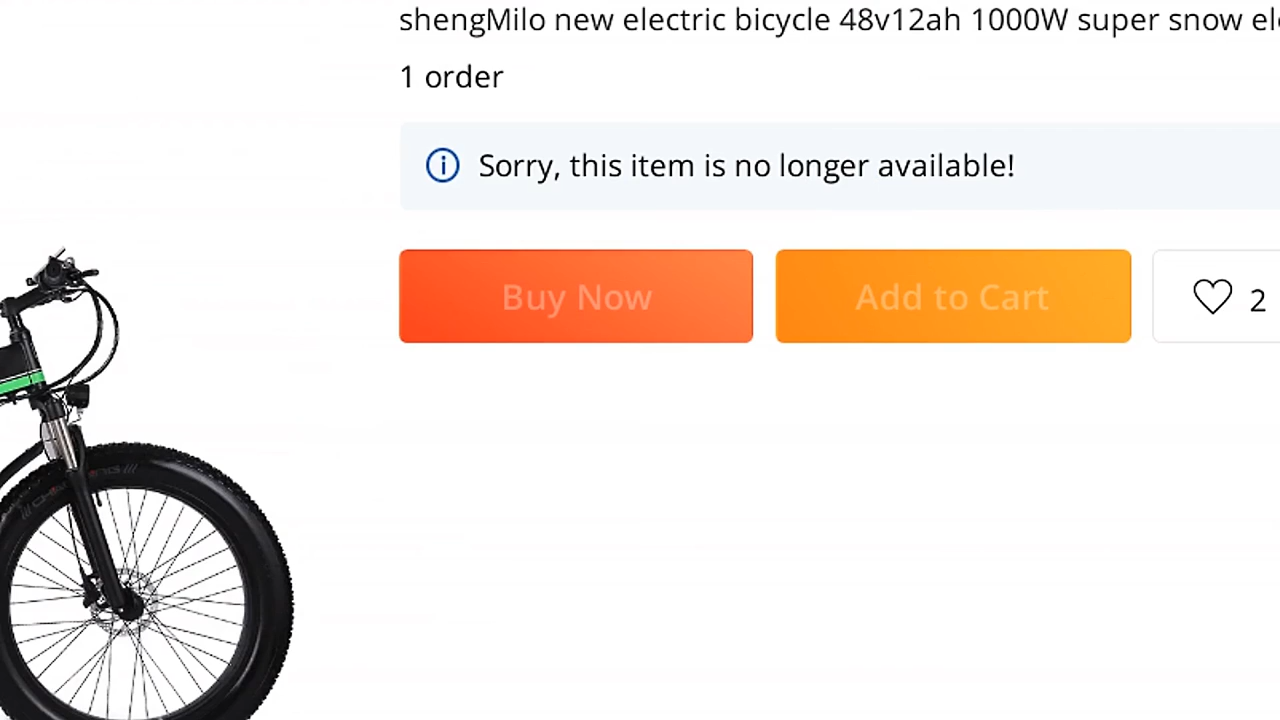 shengMilo new electric bicycle 48v12ah 1000W super snow
1 order
Sorry, this item is no longer available!
Buy Now
Add to Cart
2